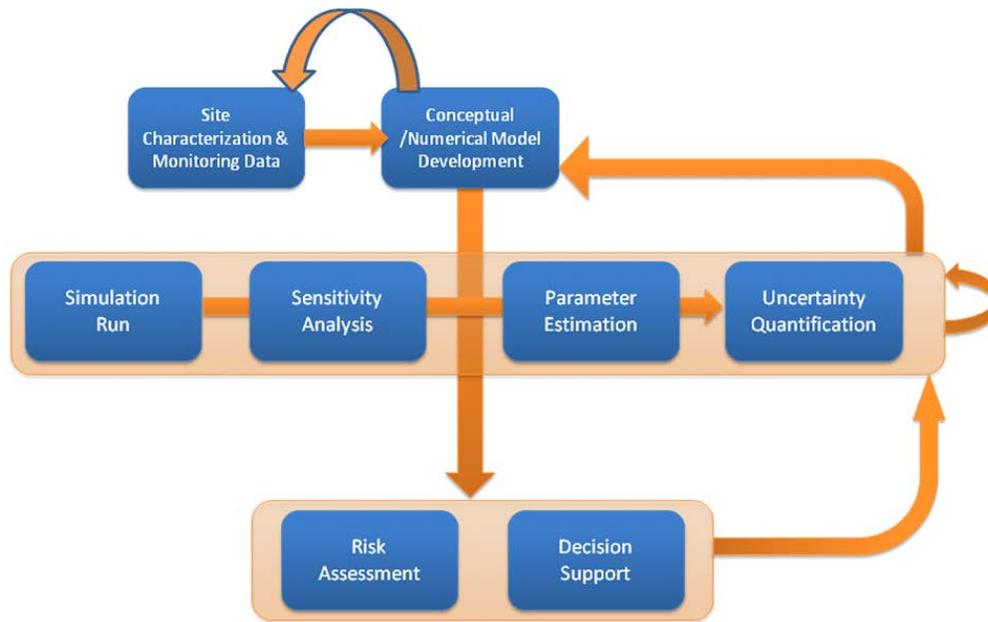 Site
Characterization &
Monitoring Data
Conceptual
/Numerical Model
Development
Simulation
Run
Sensitivity
Analysis
Parameter
Estimation
Uncertainty
Quantification
Risk
Assessment
Decision
Support